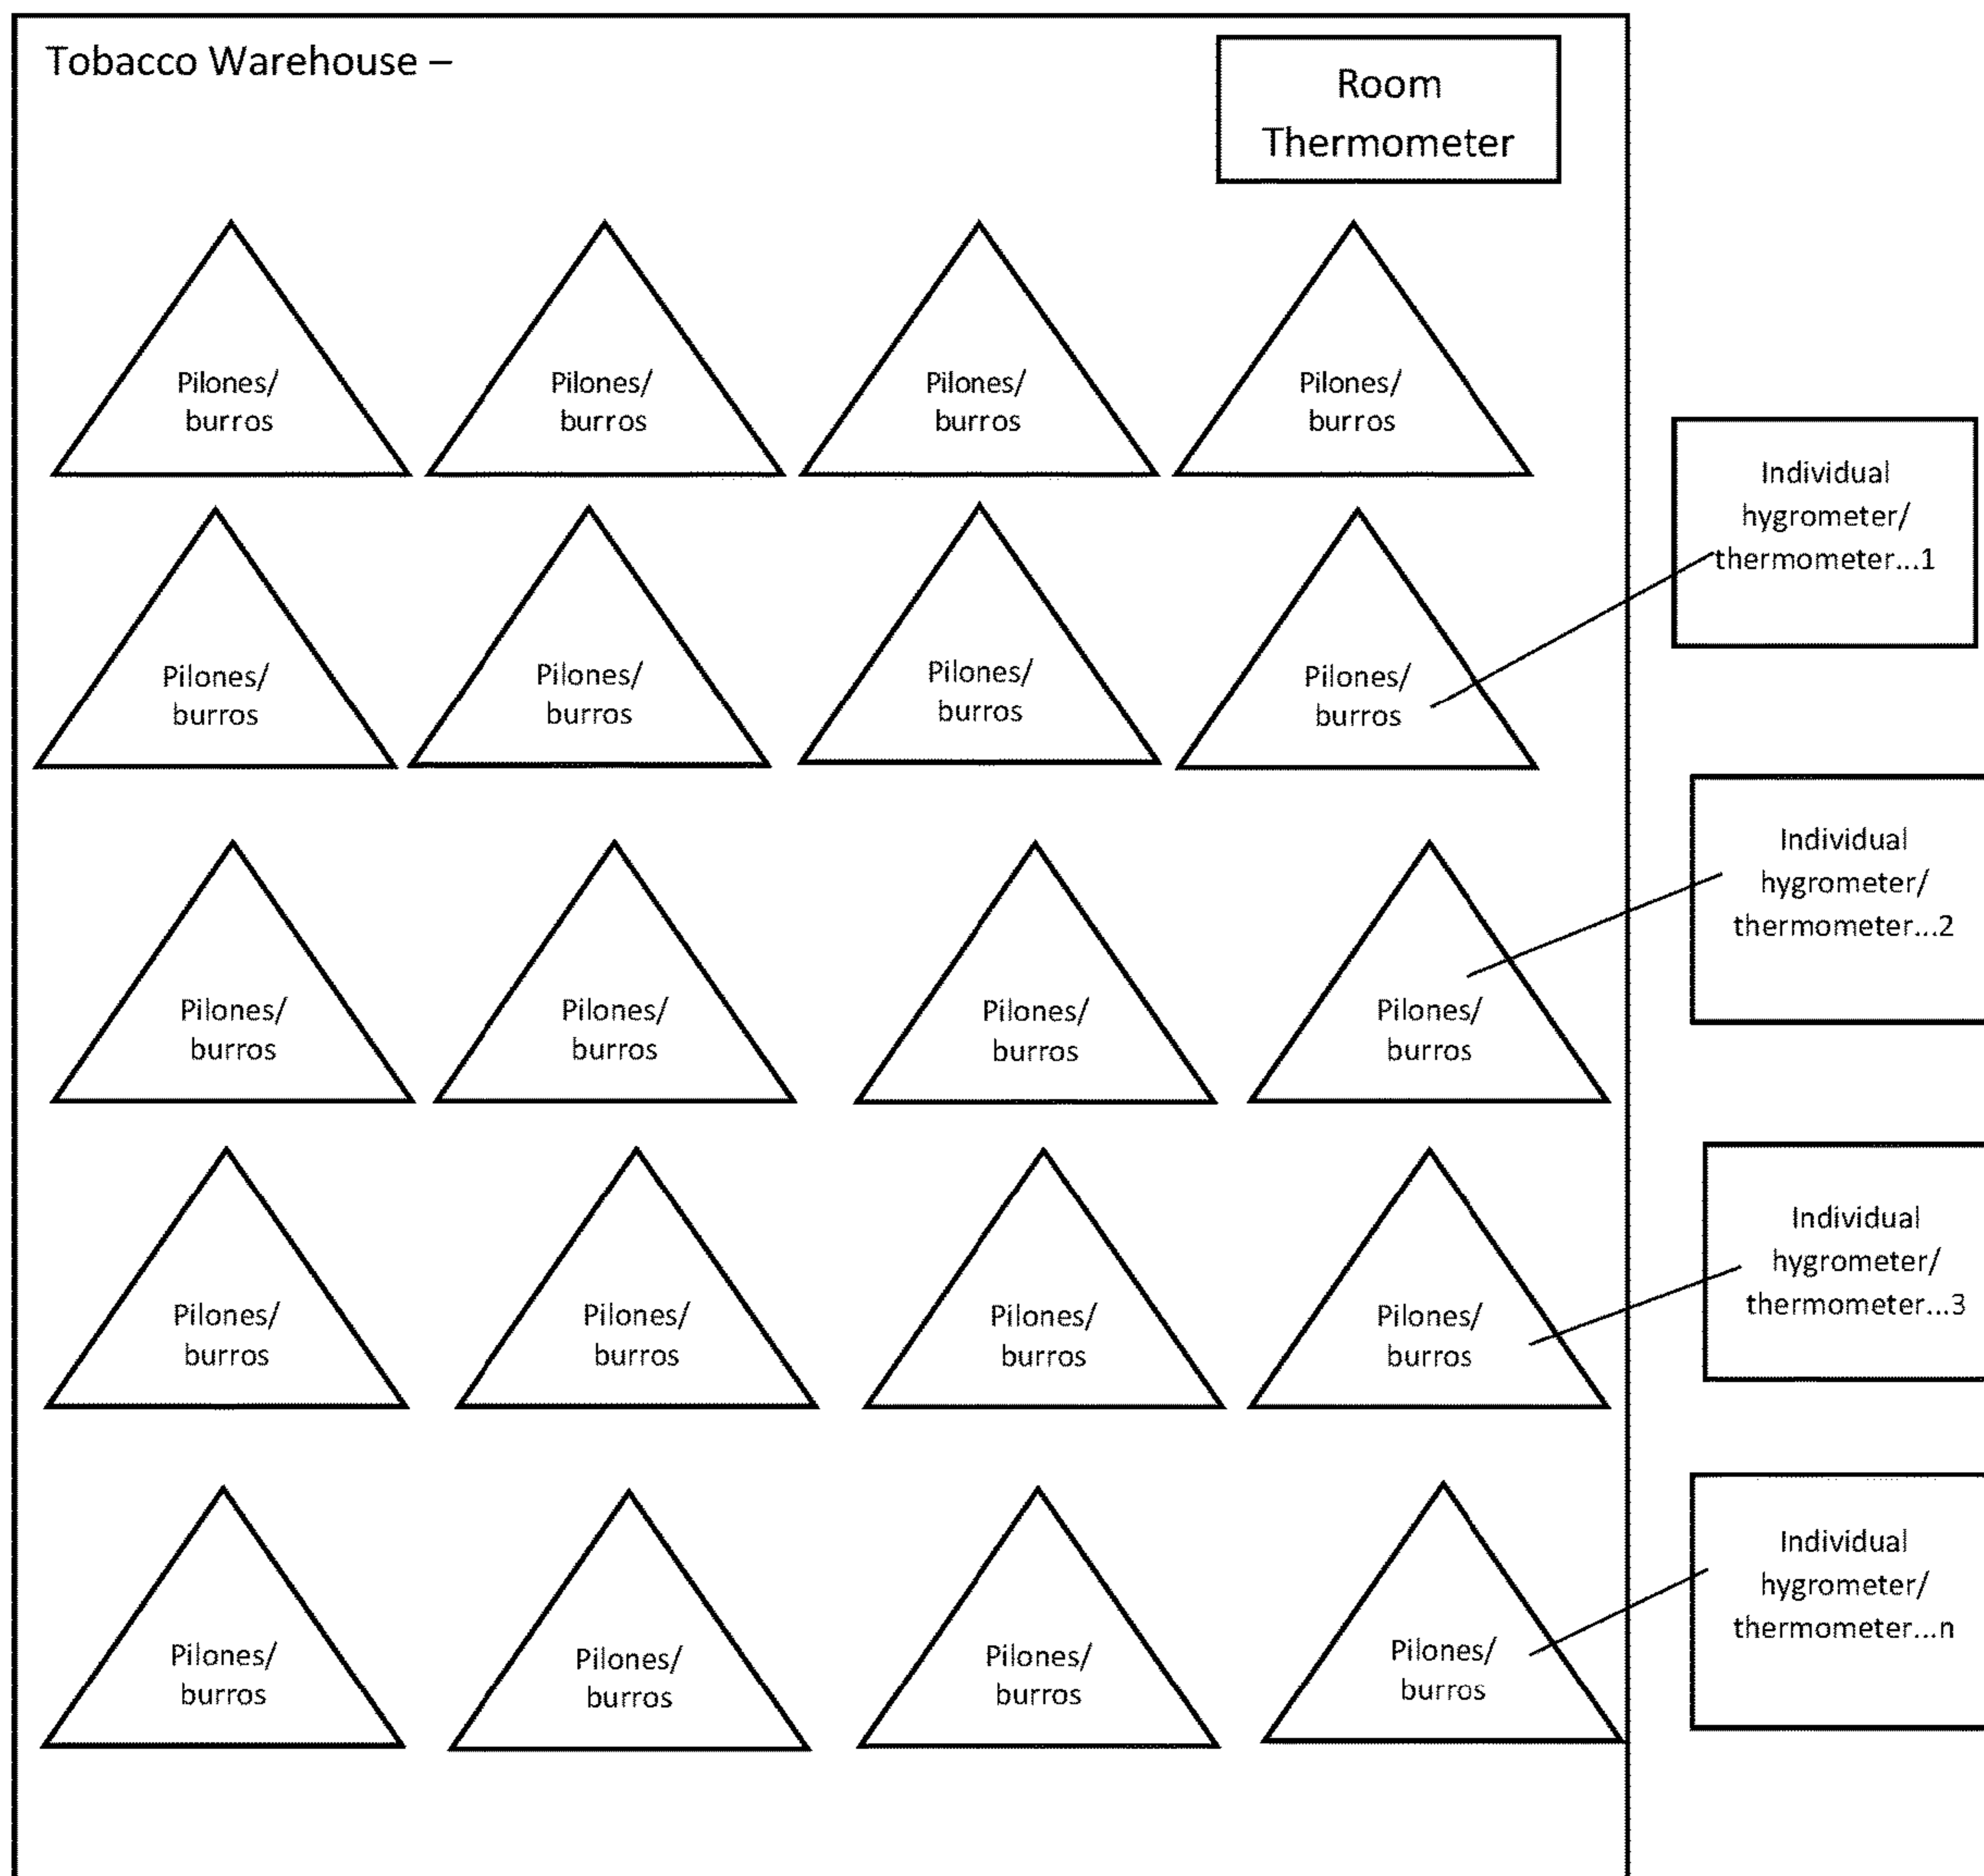 Tobacco Warehouse –
Room
Thermometer
Pilones/
burros
Pilones/
burros
Pilones/
burros
Pilones/
burros
Individual
hygrometer/
thermometer...1
Pilones/
burros
Pilones/
burros
Pilones/
burros
Pilones/
burros
Individual
hygrometer/
thermometer...2
Pilones/
burros
Pilones/
burros
Pilones/
burros
Pilones/
burros
Individual
hygrometer/
thermometer...3
Pilones/
burros
Pilones/
burros
Pilones/
burros
Pilones/
burros
Individual
hygrometer/
thermometer...n
Pilones/
burros
Pilones/
burros
Pilones/
burros
Pilones/
burros